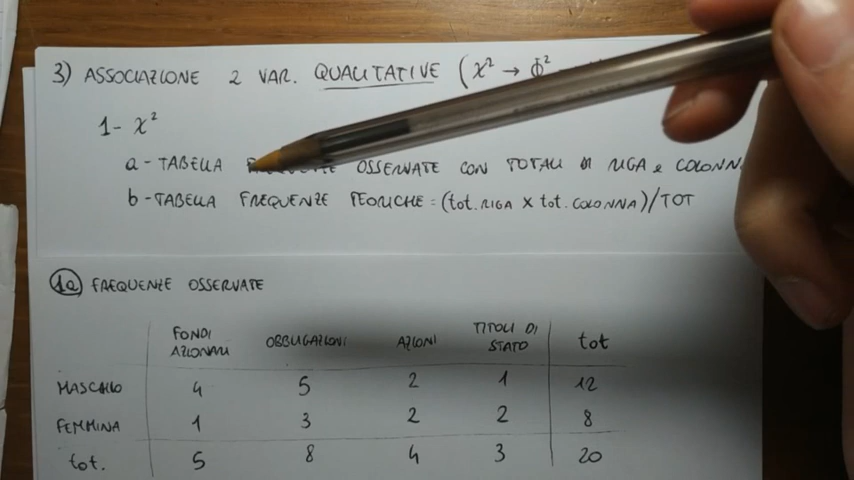 3) ASSOCIAZIONE 2 VAR. QUALITATIVE (χ² → Φ²
1- χ²
a - TABELLA OSSERVATE CON TOTALI DI RIGA e COLONN
b - TABELLA FREQUENZE TEORICHE = (tot. RIGA x tot. COLONNA)/TOT
1a FREQUENZE OSSERVATE
FONDI AZIONARI OBBLIGAZIONI AZIONI TITOLI DI STATO tot
MASCHIO 4 5 2 1 12
FEMMINA 1 3 2 2 8
tot. 5 8 4 3 20